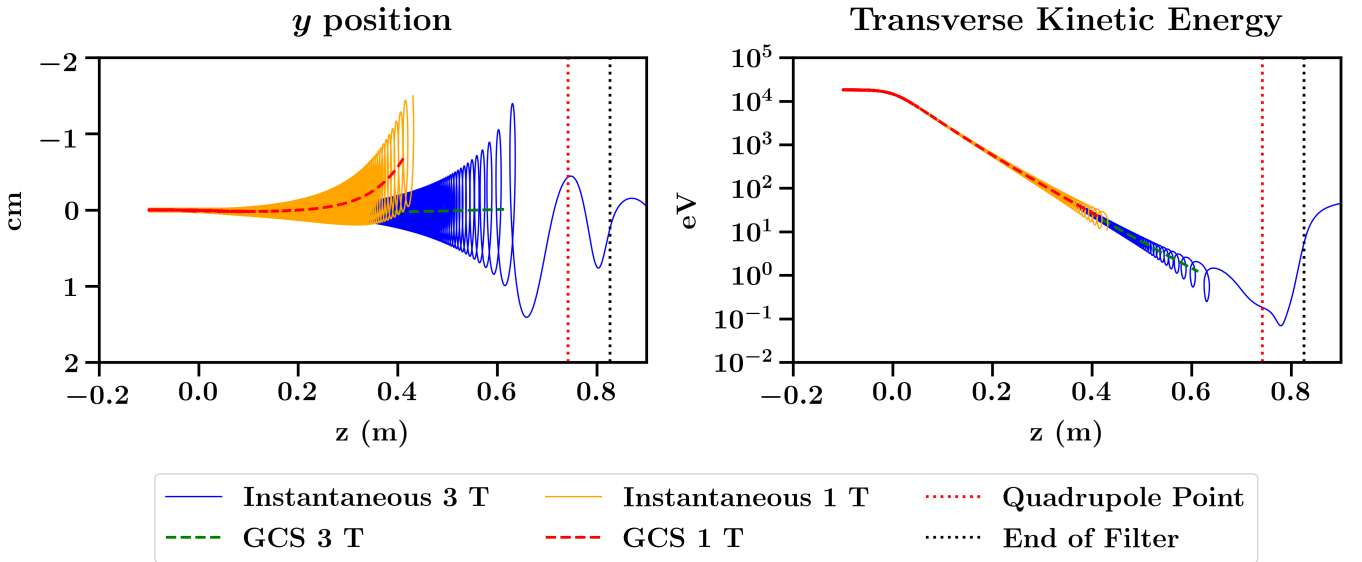 y position
−2
−1
0
1
2
cm
−0.2 0.0 0.2 0.4 0.6 0.8
z (m)
Transverse Kinetic Energy
10^5
10^4
10^3
10^2
10^1
10^0
10^−1
10^−2
eV
−0.2 0.0 0.2 0.4 0.6 0.8
z (m)
Instantaneous 3 T Instantaneous 1 T Quadrupole Point
GCS 3 T GCS 1 T End of Filter